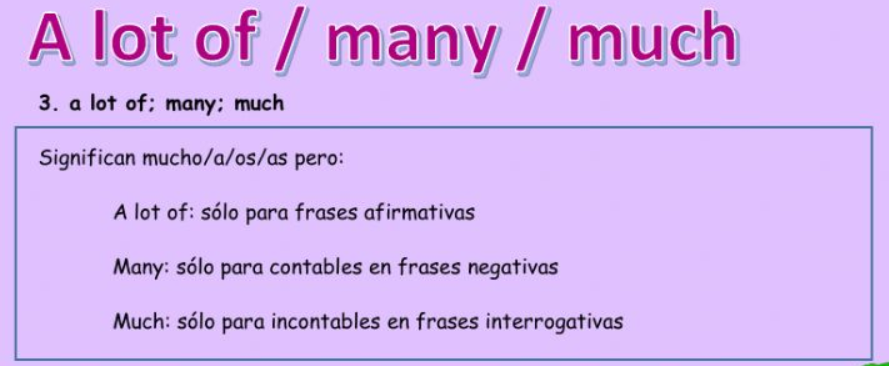 A lot of / many / much
3. a lot of; many; much
Significan mucho/a/os/as pero:
A lot of: sólo para frases afirmativas
Many: sólo para contables en frases negativas
Much: sólo para incontables en frases interrogativas